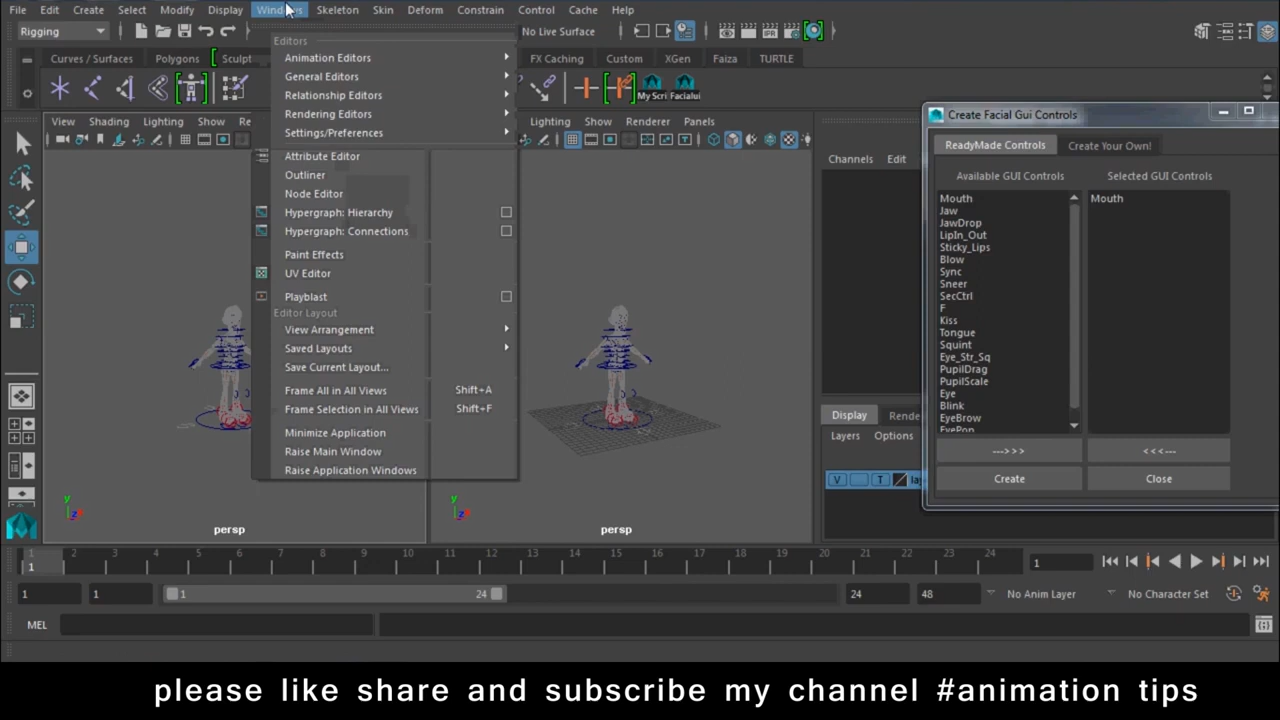 File Edit Create Select Modify Display Windows Skeleton Skin Deform Constrain Control Cache Help
Rigging
No Live Surface
Curves / Surfaces Polygons Sculpt FX Caching Custom XGen Faiza TURTLE
My Scri Facialui
View Shading Lighting Show Re
Lighting Show Renderer Panels
Editors
Animation Editors
General Editors
Relationship Editors
Rendering Editors
Settings/Preferences
Attribute Editor
Outliner
Node Editor
Hypergraph: Hierarchy
Hypergraph: Connections
Paint Effects
UV Editor
Playblast
Editor Layout
View Arrangement
Saved Layouts
Save Current Layout...
Frame All in All Views Shift+A
Frame Selection in All Views Shift+F
Minimize Application
Raise Main Window
Raise Application Windows
Channels Edit
Display Rende
Layers Options
V T lay
Create Facial Gui Controls
ReadyMade Controls Create Your Own!
Available GUI Controls Selected GUI Controls
Mouth
Jaw
JawDrop
LipIn_Out
Sticky_Lips
Blow
Sync
Sneer
SecCtrl
F
Kiss
Tongue
Squint
Eye_Str_Sq
PupilDrag
PupilScale
Eye
Blink
EyeBrow
EyePop
Mouth
--->>> <<<---
Create Close
y z
persp
y z
persp
1 2 3 4 5 6 7 8 9 10 11 12 13 14 15 16 17 18 19 20 21 22 23 24
1 1
1 1 1 24 24 48 No Anim Layer No Character Set
MEL
please like share and subscribe my channel #animation tips